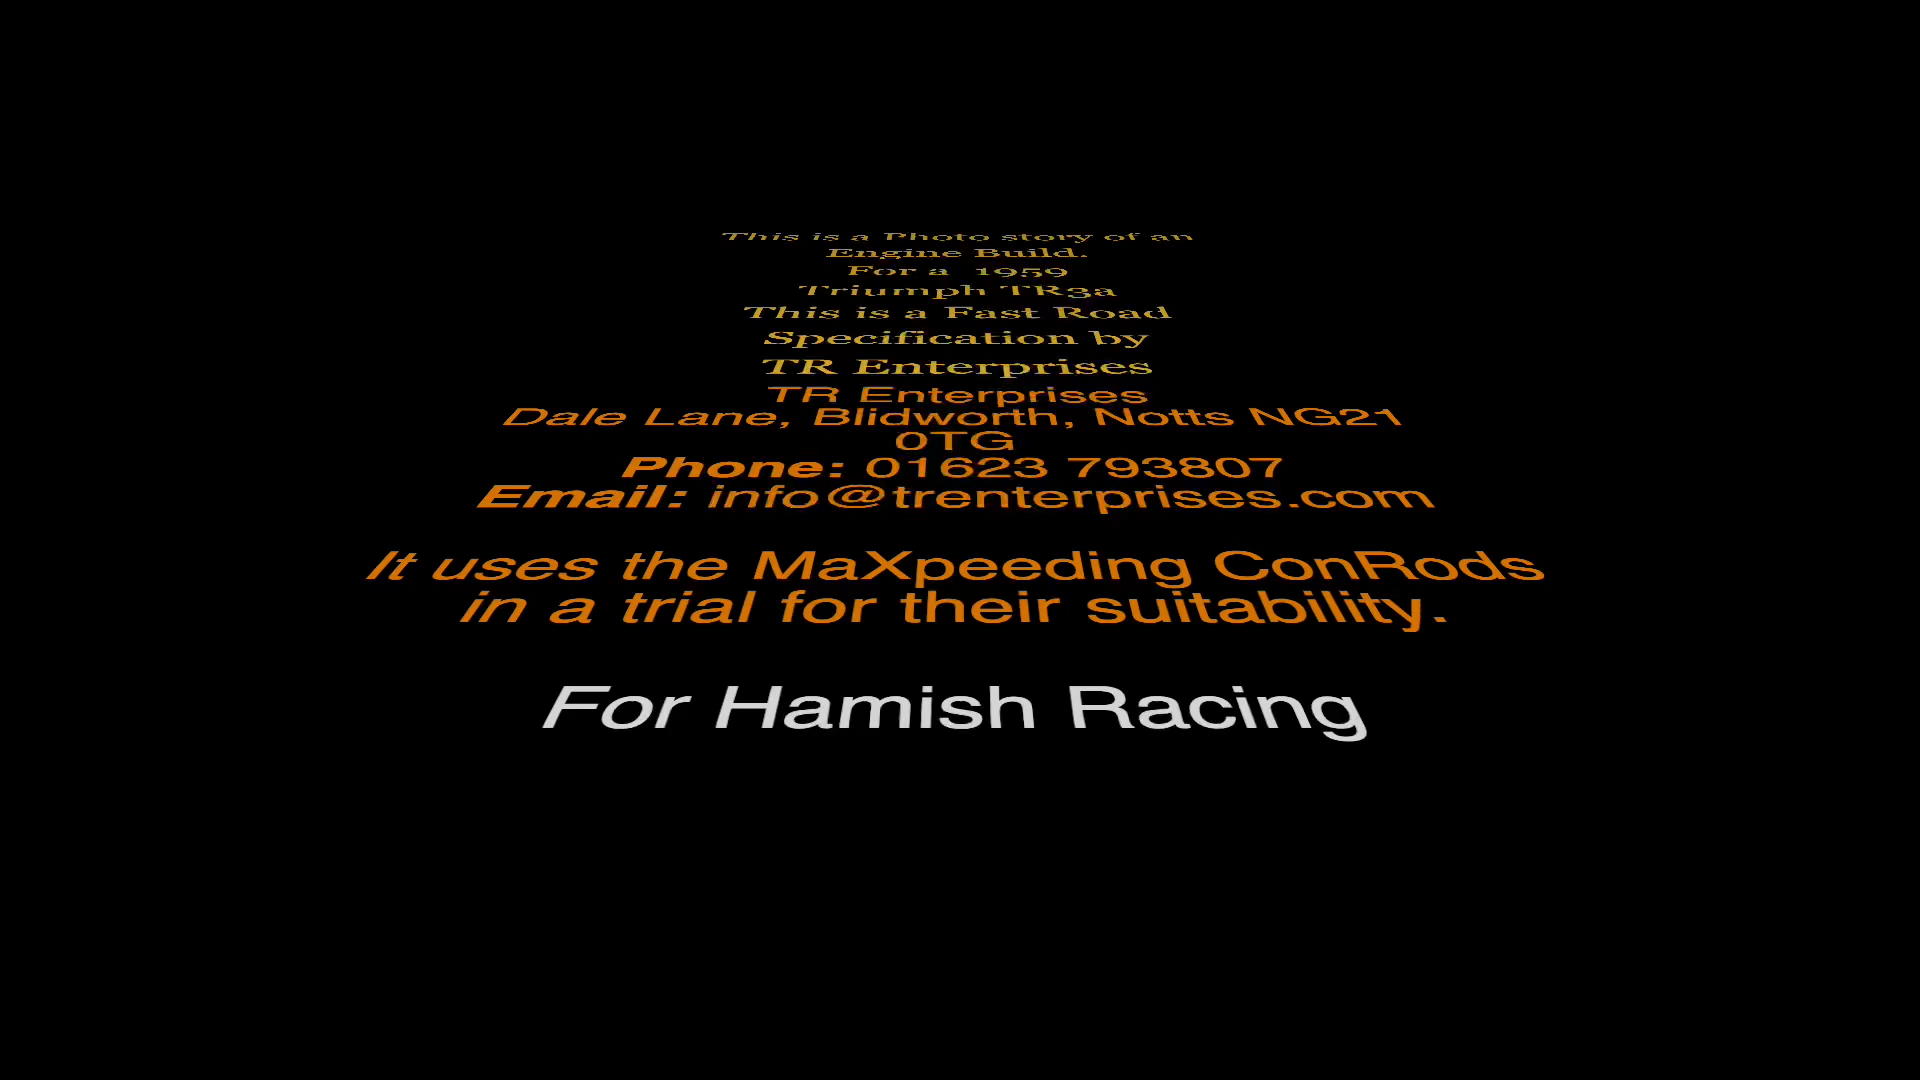 This is a Photo story of an
Engine Build.
For a 1959
Triumph TR3a
This is a Fast Road
Specification by
TR Enterprises
TR Enterprises
Dale Lane, Blidworth, Notts NG21
0TG
Phone: 01623 793807
Email: info@trenterprises.com
It uses the MaXpeeding ConRods
in a trial for their suitability.
For Hamish Racing